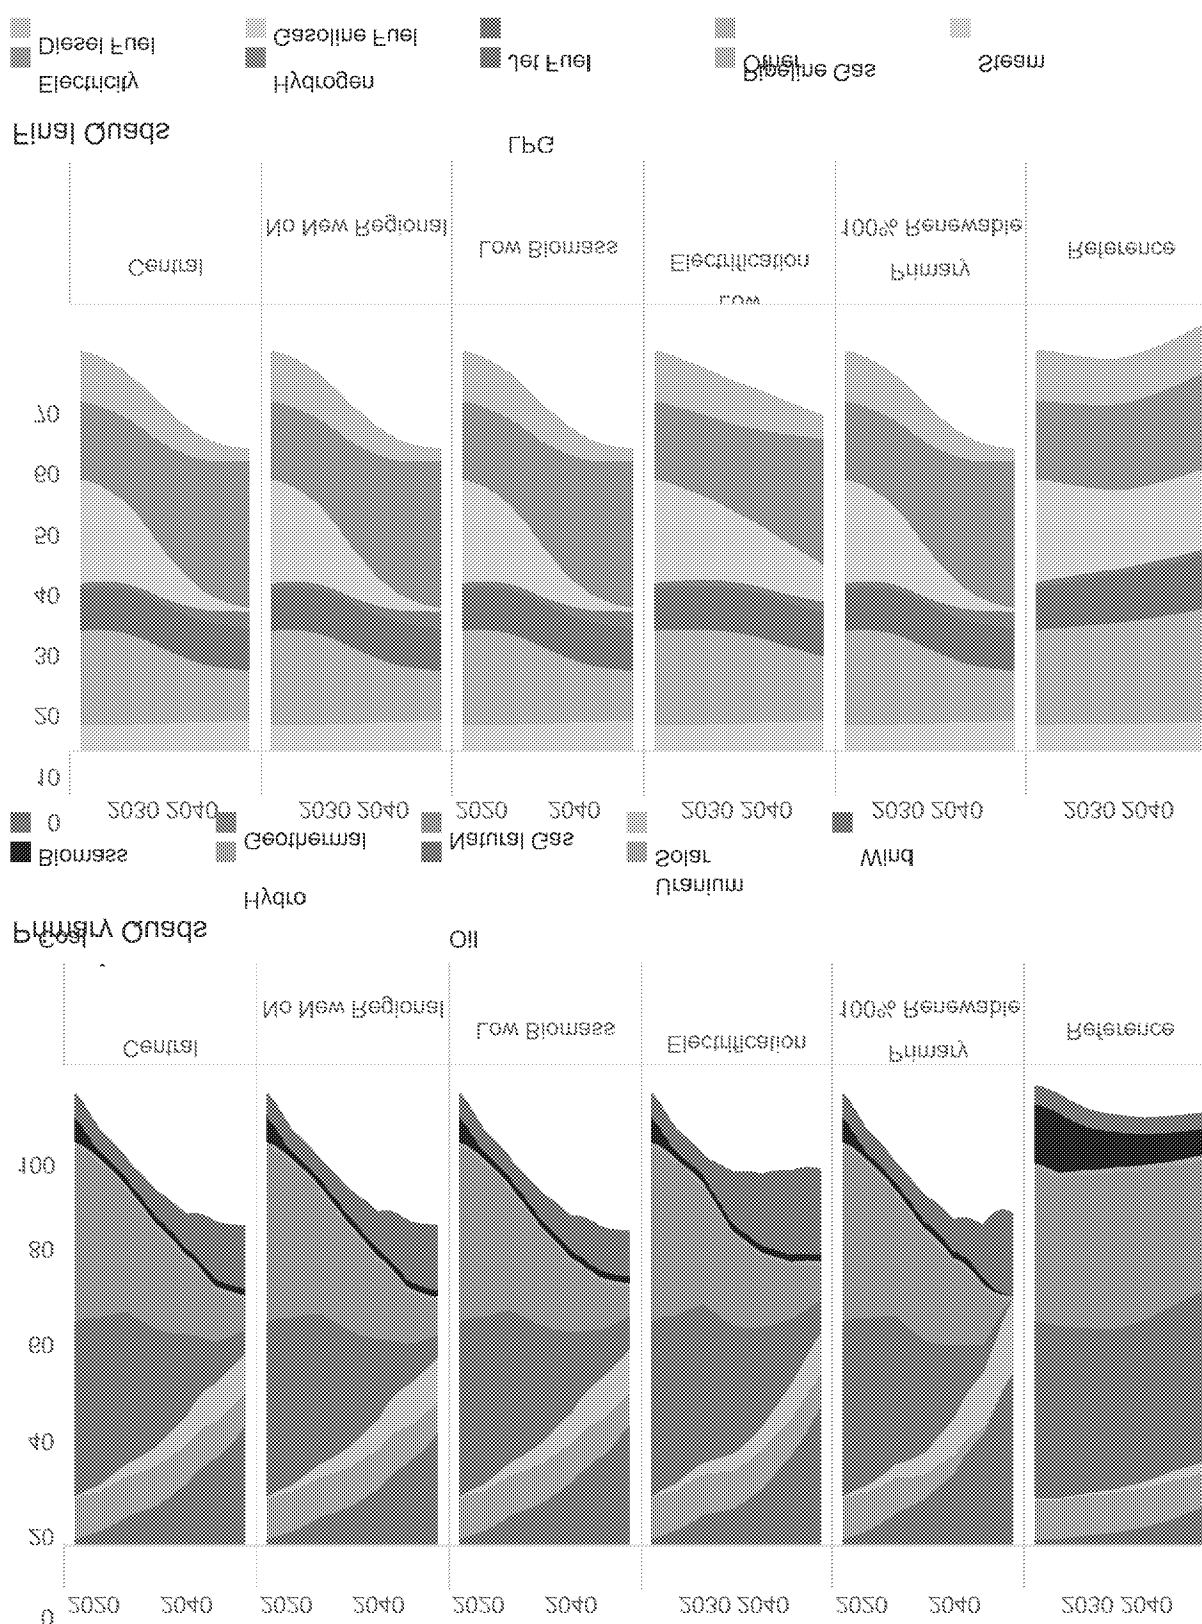 Diesel Fuel
Gasoline Fuel
Electricity
Hydrogen
Jet Fuel
Other
Pipeline Gas
Steam
Final Quads
LPG
Central
No New Regional
Low Biomass
Electrification
Low
100% Renewable
Primary
Reference
70
60
50
40
30
20
10
0
2030 2040
2030 2040
2020 2040
2030 2040
2030 2040
2030 2040
Biomass
Geothermal
Natural Gas
Solar
Wind
Uranium
Hydro
Primary Quads
Coal
Oil
Central
No New Regional
Low Biomass
Electrification
100% Renewable
Primary
Reference
100
80
60
40
20
0
2020 2040
2020 2040
2020 2040
2030 2040
2020 2040
2030 2040